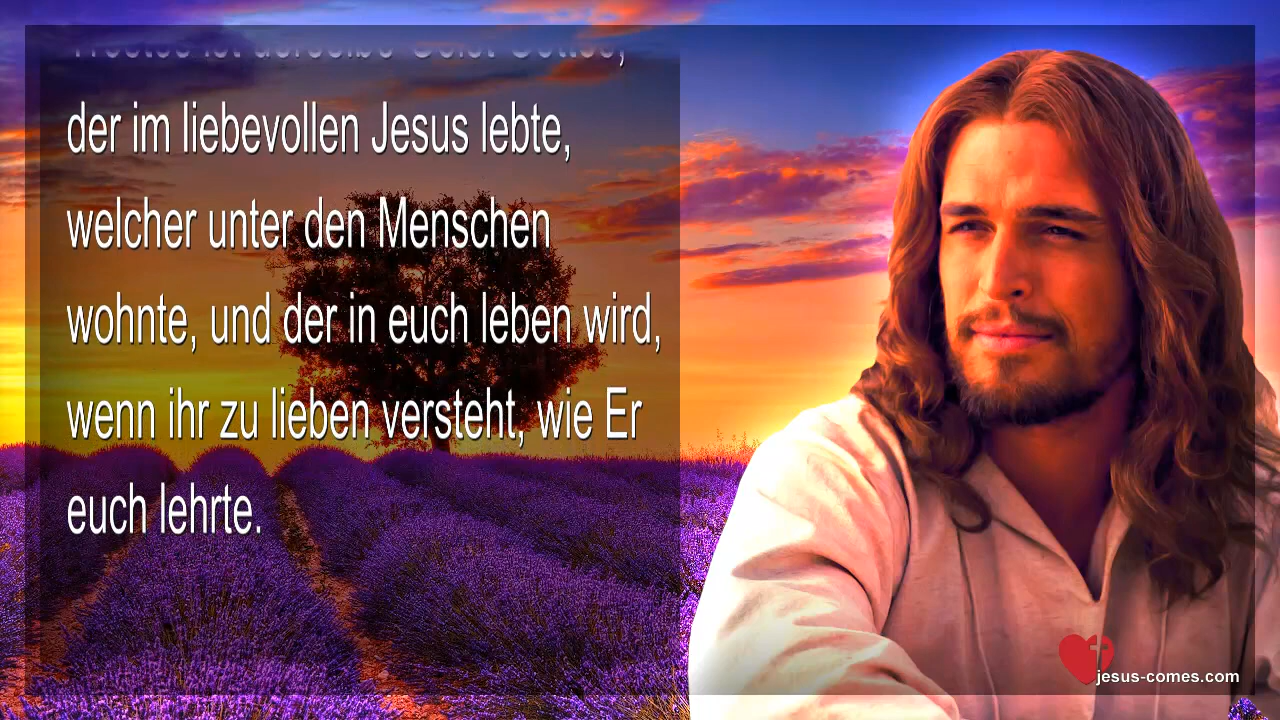 der im liebevollen Jesus lebte,
welcher unter den Menschen
wohnte, und der in euch leben wird,
wenn ihr zu lieben versteht, wie Er
euch lehrte.
jesus-comes.com